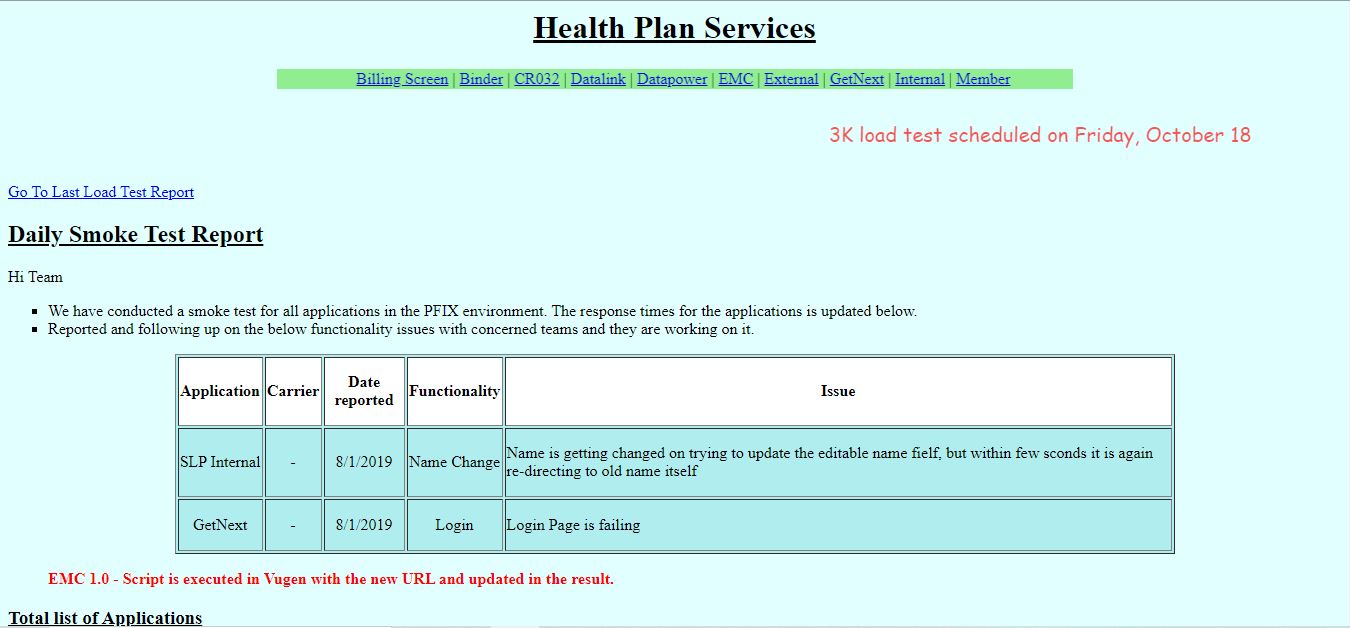 Health Plan Services
Billing Screen | Binder | CR032 | Datalink | Datapower | EMC | External | GetNext | Internal | Member
3K load test scheduled on Friday, October 18
Go To Last Load Test Report
Daily Smoke Test Report
Hi Team
We have conducted a smoke test for all applications in the PFIX environment. The response times for the applications is updated below.
Reported and following up on the below functionality issues with concerned teams and they are working on it.
Application Carrier Date reported Functionality Issue
SLP Internal - 8/1/2019 Name Change Name is getting changed on trying to update the editable name fielf, but within few sconds it is again
re-directing to old name itself
GetNext - 8/1/2019 Login Login Page is failing
EMC 1.0 - Script is executed in Vugen with the new URL and updated in the result.
Total list of Applications